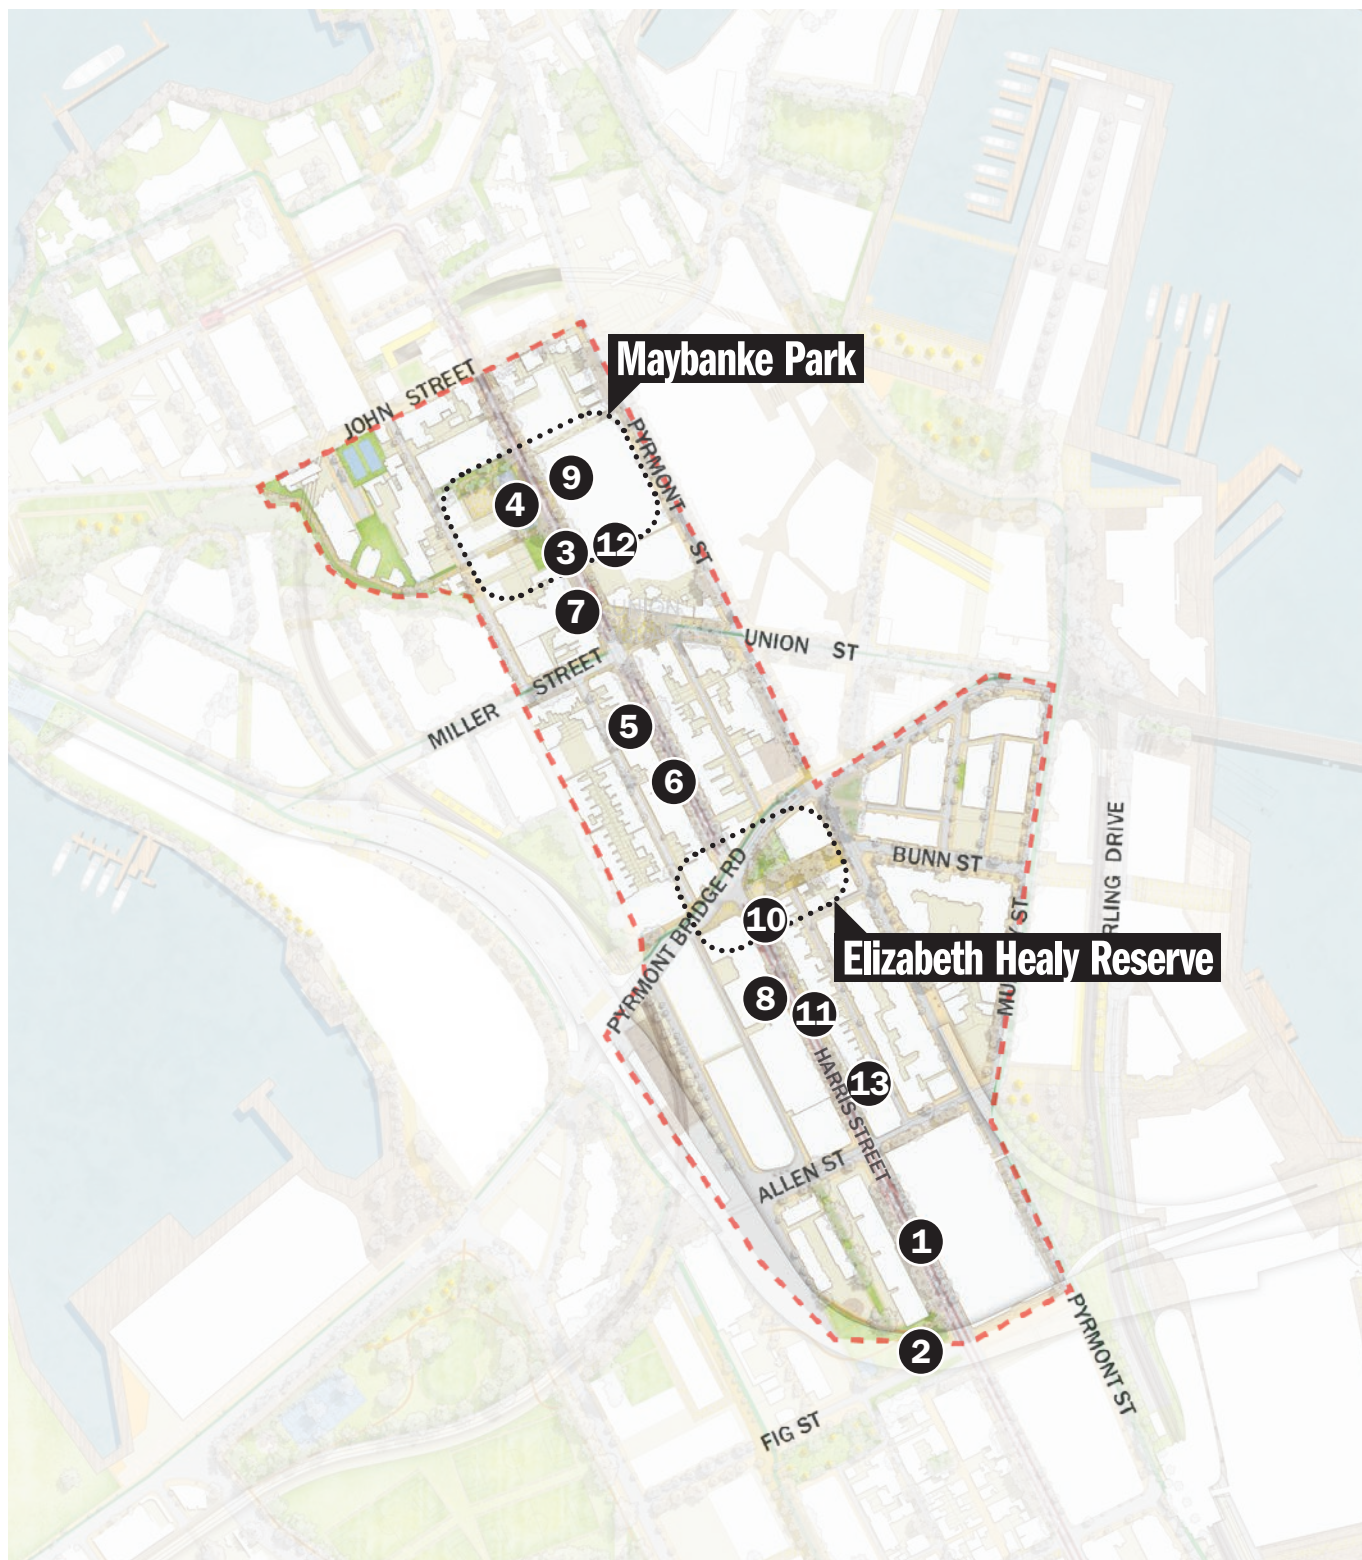 Maybanke Park
JOHN STREET
PYRMONT ST
9
4
12
3
7
UNION
UNION ST
MILLER STREET
5
6
PYRMONT BRIDGE RD
BUNN ST
10
Elizabeth Healy Reserve
8
11
HARRIS STREET
13
ALLEN ST
1
2
PYRMONT ST
FIG ST